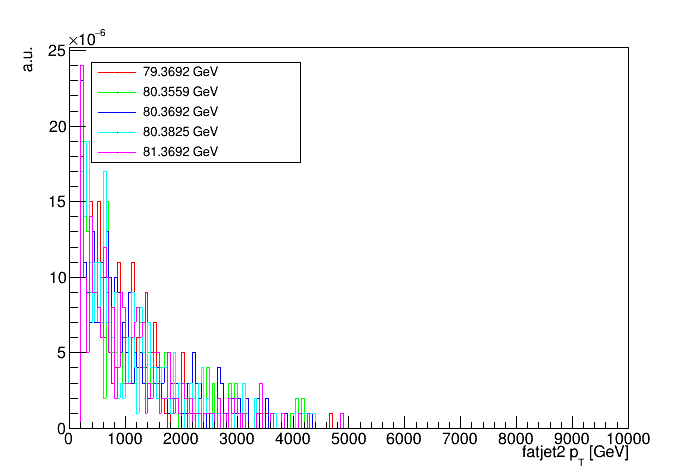 ×10⁻⁶
a.u.
25
20
15
10
5
0
79.3692 GeV
80.3559 GeV
80.3692 GeV
80.3825 GeV
81.3692 GeV
0 1000 2000 3000 4000 5000 6000 7000 8000 9000 10000
fatjet2 p_T [GeV]